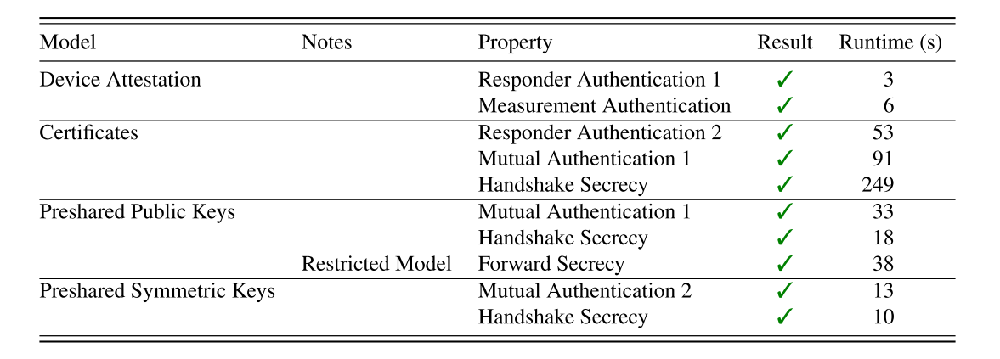 Model Notes Property Result Runtime (s)
Device Attestation Responder Authentication 1 ✓ 3
Measurement Authentication ✓ 6
Certificates Responder Authentication 2 ✓ 53
Mutual Authentication 1 ✓ 91
Handshake Secrecy ✓ 249
Preshared Public Keys Mutual Authentication 1 ✓ 33
Handshake Secrecy ✓ 18
Restricted Model Forward Secrecy ✓ 38
Preshared Symmetric Keys Mutual Authentication 2 ✓ 13
Handshake Secrecy ✓ 10